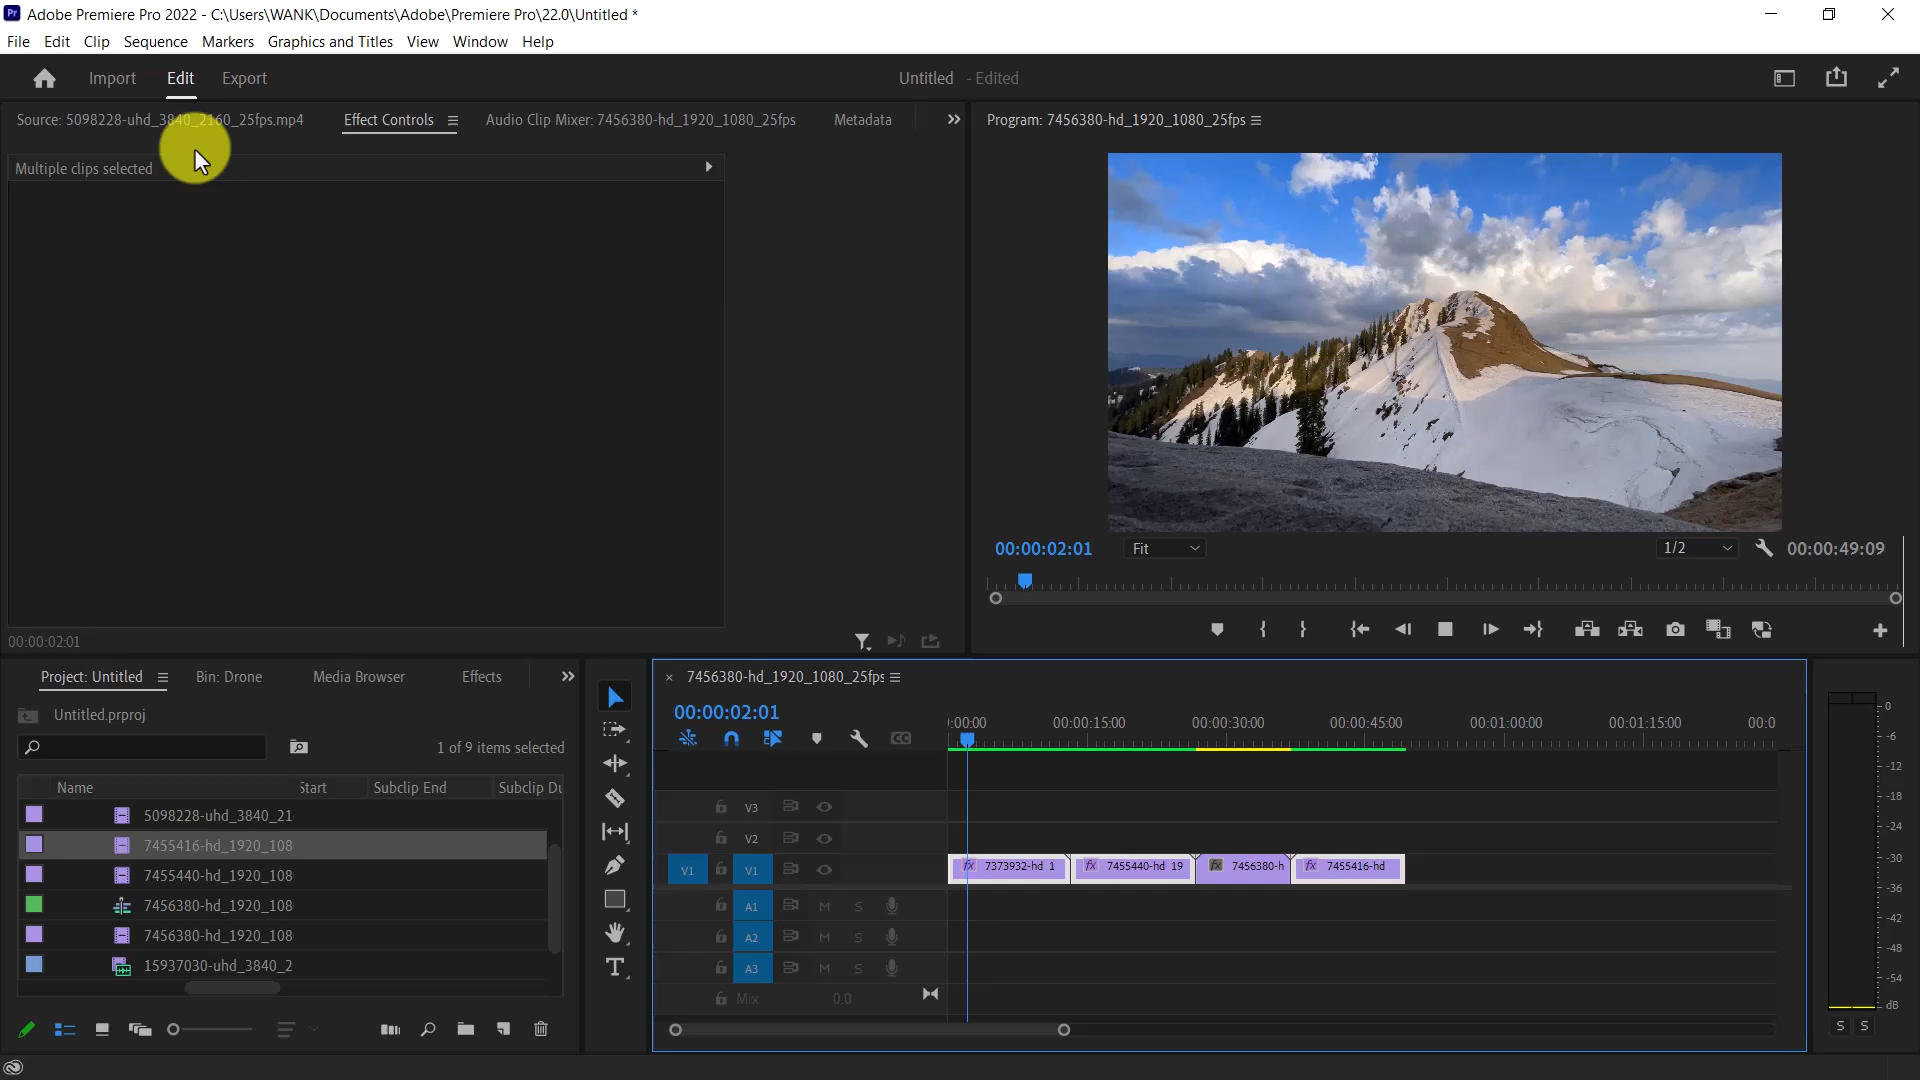 Adobe Premiere Pro 2022 - C:\Users\WANK\Documents\Adobe\Premiere Pro\22.0\Untitled *
File Edit Clip Sequence Markers Graphics and Titles View Window Help
Import Edit Export
Untitled - Edited
Source: 5098228-uhd_3840_2160_25fps.mp4
Effect Controls
Audio Clip Mixer: 7456380-hd_1920_1080_25fps
Metadata
Program: 7456380-hd_1920_1080_25fps
Multiple clips selected
00:00:02:01
Fit
1/2
00:00:49:09
00:00:02:01
Project: Untitled
Bin: Drone
Media Browser
Effects
Untitled.prproj
1 of 9 items selected
Name Start Subclip End Subclip Du
5098228-uhd_3840_21
7455416-hd_1920_108
7455440-hd_1920_108
7456380-hd_1920_108
7456380-hd_1920_108
15937030-uhd_3840_2
7456380-hd_1920_1080_25fps
00:00:02:01
:00:00 00:00:15:00 00:00:30:00 00:00:45:00 00:01:00:00 00:01:15:00 00:0
V3
V2
V1 V1
fx 7373932-hd_1 fx 7455440-hd_19 fx 7456380-h fx 7455416-hd
A1 M S
A2 M S
A3 M S
Mix 0.0
0
-6
-12
-18
-24
-30
-36
-42
-48
-54
dB
S S